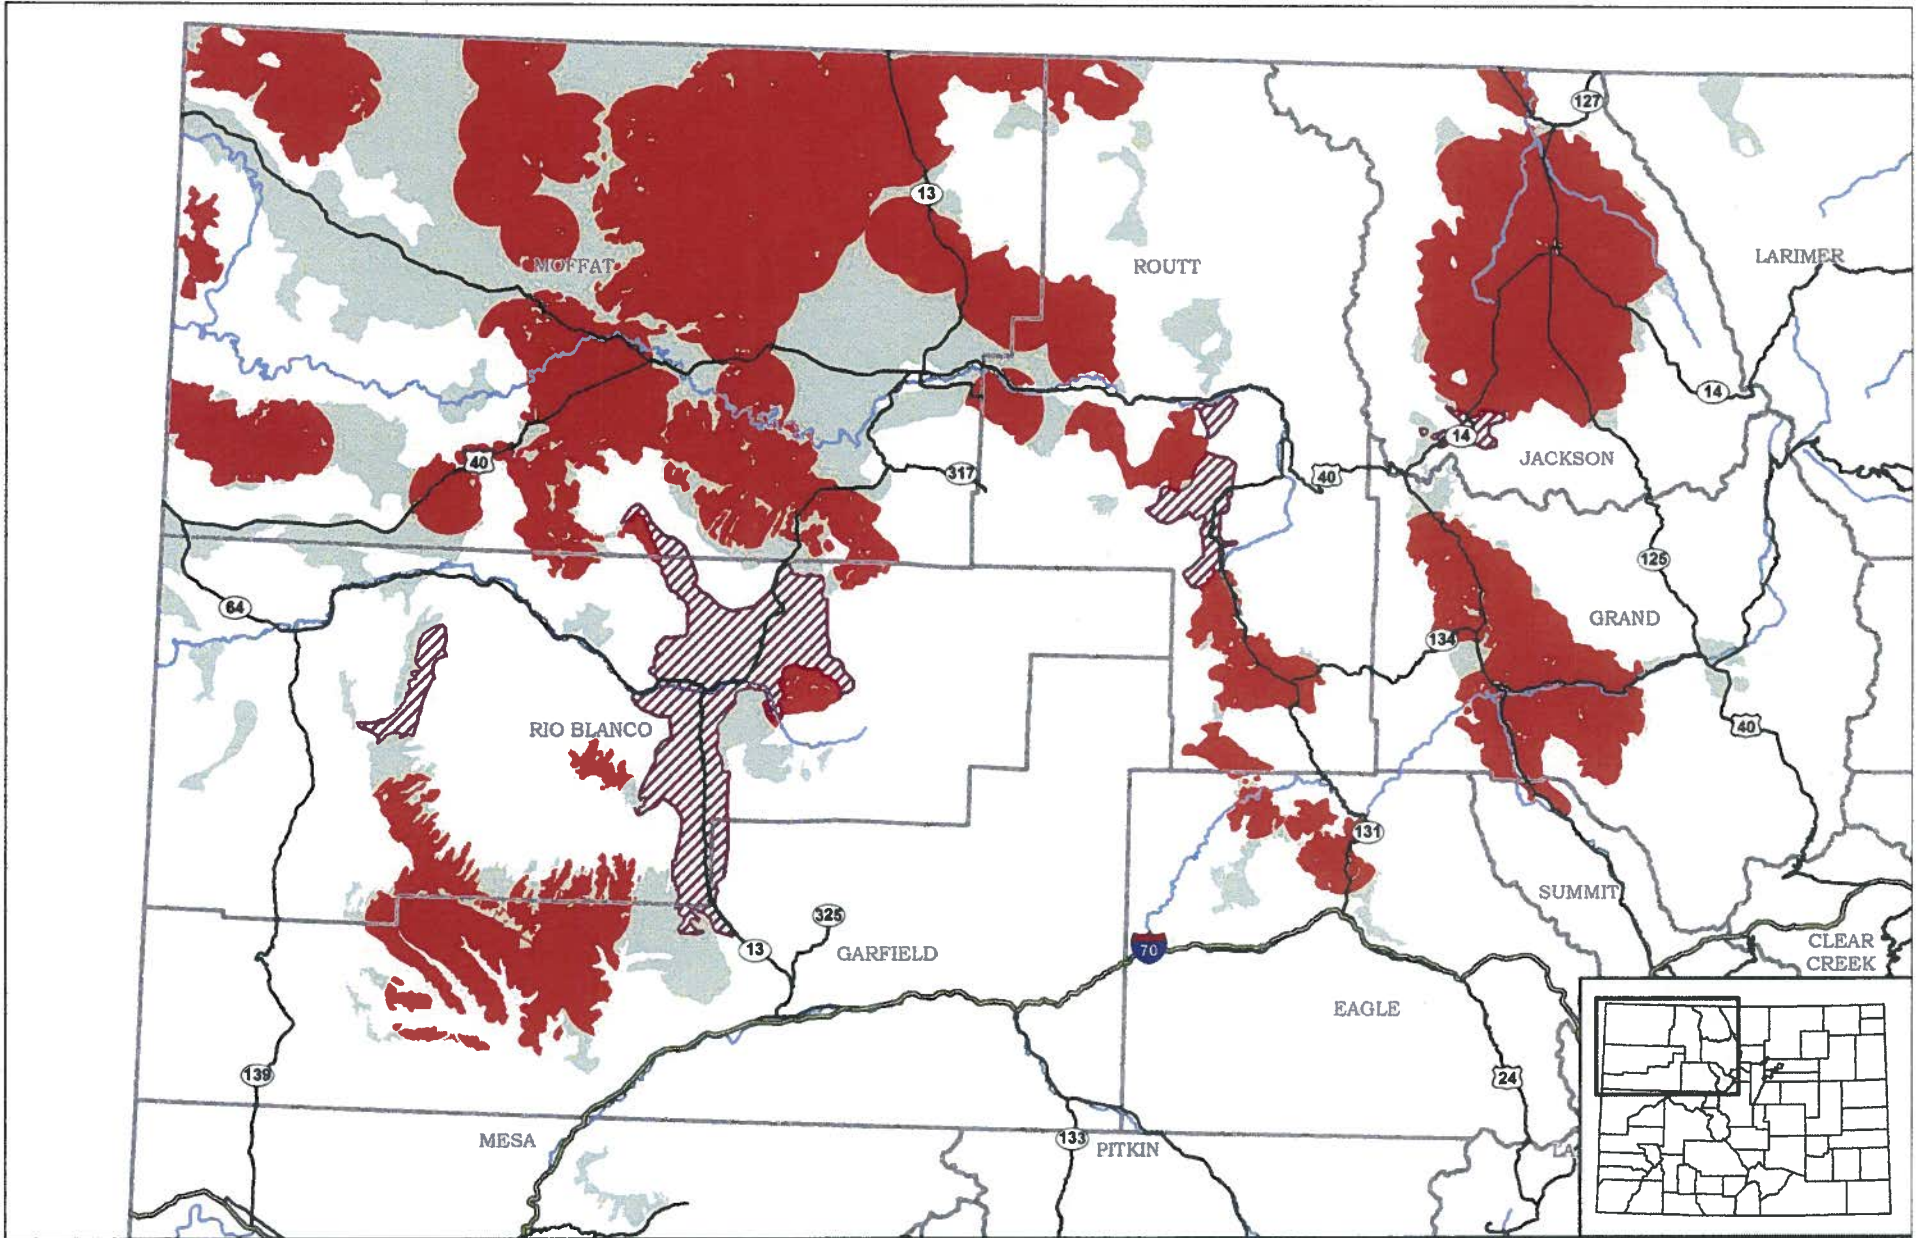 127
13
LARIMER
MOFFAT
ROUTT
14
14
40
317
40
JACKSON
125
64
GRAND
134
RIO BLANCO
40
131
SUMMIT
325
13
GARFIELD
70
CLEAR
CREEK
EAGLE
139
24
MESA
133
PITKIN
LA